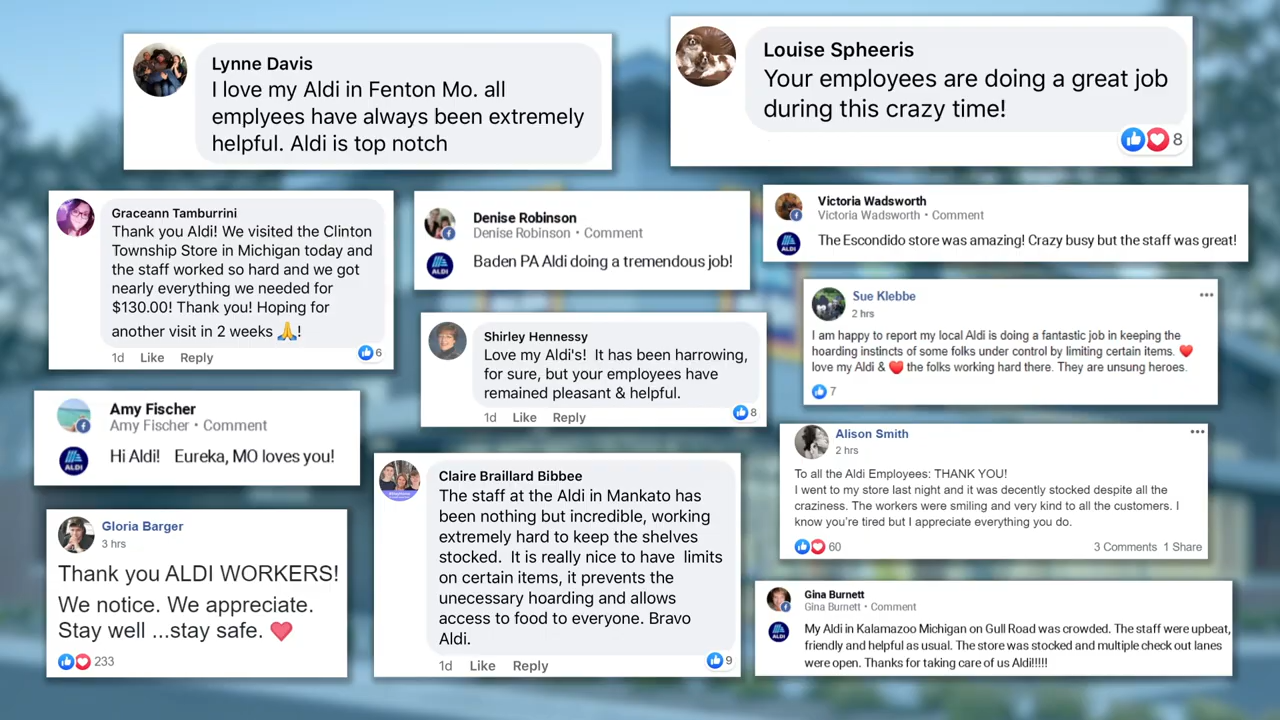 Lynne Davis
I love my Aldi in Fenton Mo. all
emplyees have always been extremely
helpful. Aldi is top notch
Louise Spheeris
Your employees are doing a great job
during this crazy time!
8
Graceann Tamburrini
Thank you Aldi! We visited the Clinton
Township Store in Michigan today and
the staff worked so hard and we got
nearly everything we needed for
$130.00! Thank you! Hoping for
another visit in 2 weeks 🙏!
1d Like Reply 6
Denise Robinson
Denise Robinson • Comment
ALDI
Baden PA Aldi doing a tremendous job!
Victoria Wadsworth
Victoria Wadsworth • Comment
ALDI
The Escondido store was amazing! Crazy busy but the staff was great!
Shirley Hennessy
Love my Aldi's! It has been harrowing,
for sure, but your employees have
remained pleasant & helpful.
1d Like Reply 8
Sue Klebbe
2 hrs
I am happy to report my local Aldi is doing a fantastic job in keeping the
hoarding instincts of some folks under control by limiting certain items. ❤️
love my Aldi & ❤️ the folks working hard there. They are unsung heroes.
7
Amy Fischer
Amy Fischer • Comment
ALDI
Hi Aldi! Eureka, MO loves you!
Claire Braillard Bibbee
The staff at the Aldi in Mankato has
been nothing but incredible, working
extremely hard to keep the shelves
stocked. It is really nice to have limits
on certain items, it prevents the
unnecessary hoarding and allows
access to food to everyone. Bravo
Aldi.
1d Like Reply 9
Alison Smith
2 hrs
To all the Aldi Employees: THANK YOU!
I went to my store last night and it was decently stocked despite all the
craziness. The workers were smiling and very kind to all the customers. I
know you're tired but I appreciate everything you do.
60 3 Comments 1 Share
Gloria Barger
3 hrs
Thank you ALDI WORKERS!
We notice. We appreciate.
Stay well ...stay safe. ❤️
233
Gina Burnett
Gina Burnett • Comment
ALDI
My Aldi in Kalamazoo Michigan on Gull Road was crowded. The staff were upbeat,
friendly and helpful as usual. The store was stocked and multiple check out lanes
were open. Thanks for taking care of us Aldi!!!!!